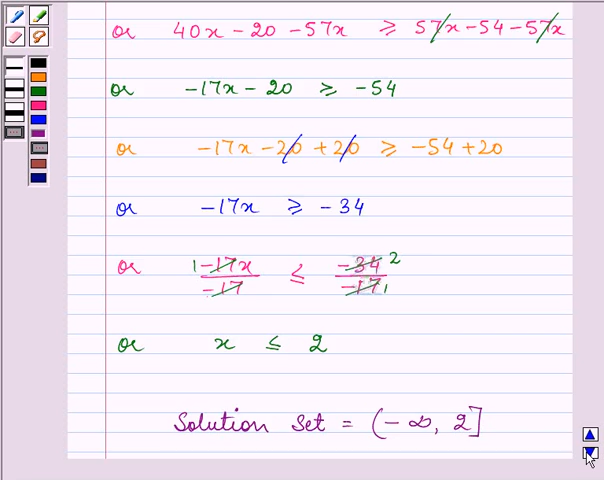 or 40x - 20 - 57x ≥ 57x - 54 - 57x
or -17x - 20 ≥ -54
or -17x - 20 + 20 ≥ -54 + 20
or -17x ≥ -34
or 1 -17x / -17 ≤ -34 2 / -17 1
or x ≤ 2
Solution Set = (-∞, 2]